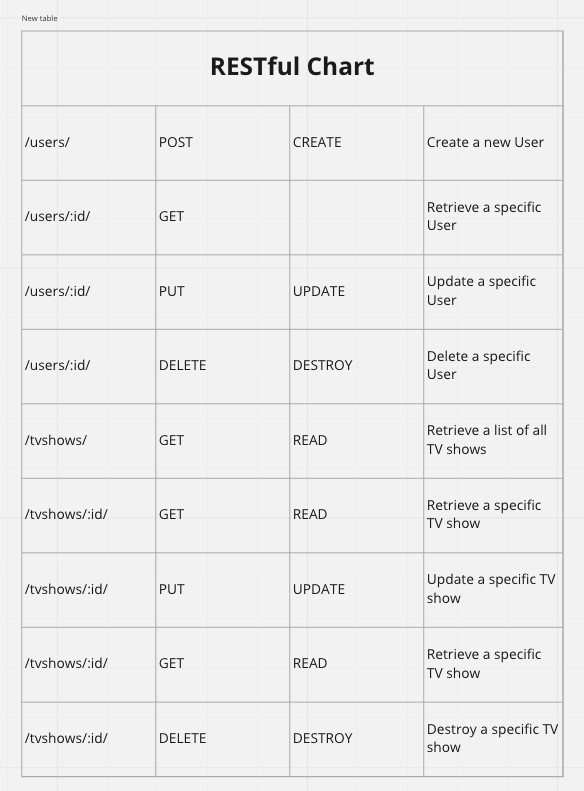 New table
RESTful Chart
/users/ POST CREATE Create a new User
/users/:id/ GET Retrieve a specific
User
/users/:id/ PUT UPDATE Update a specific
User
/users/:id/ DELETE DESTROY Delete a specific
User
/tvshows/ GET READ Retrieve a list of all
TV shows
/tvshows/:id/ GET READ Retrieve a specific
TV show
/tvshows/:id/ PUT UPDATE Update a specific TV
show
/tvshows/:id/ GET READ Retrieve a specific
TV show
/tvshows/:id/ DELETE DESTROY Destroy a specific TV
show